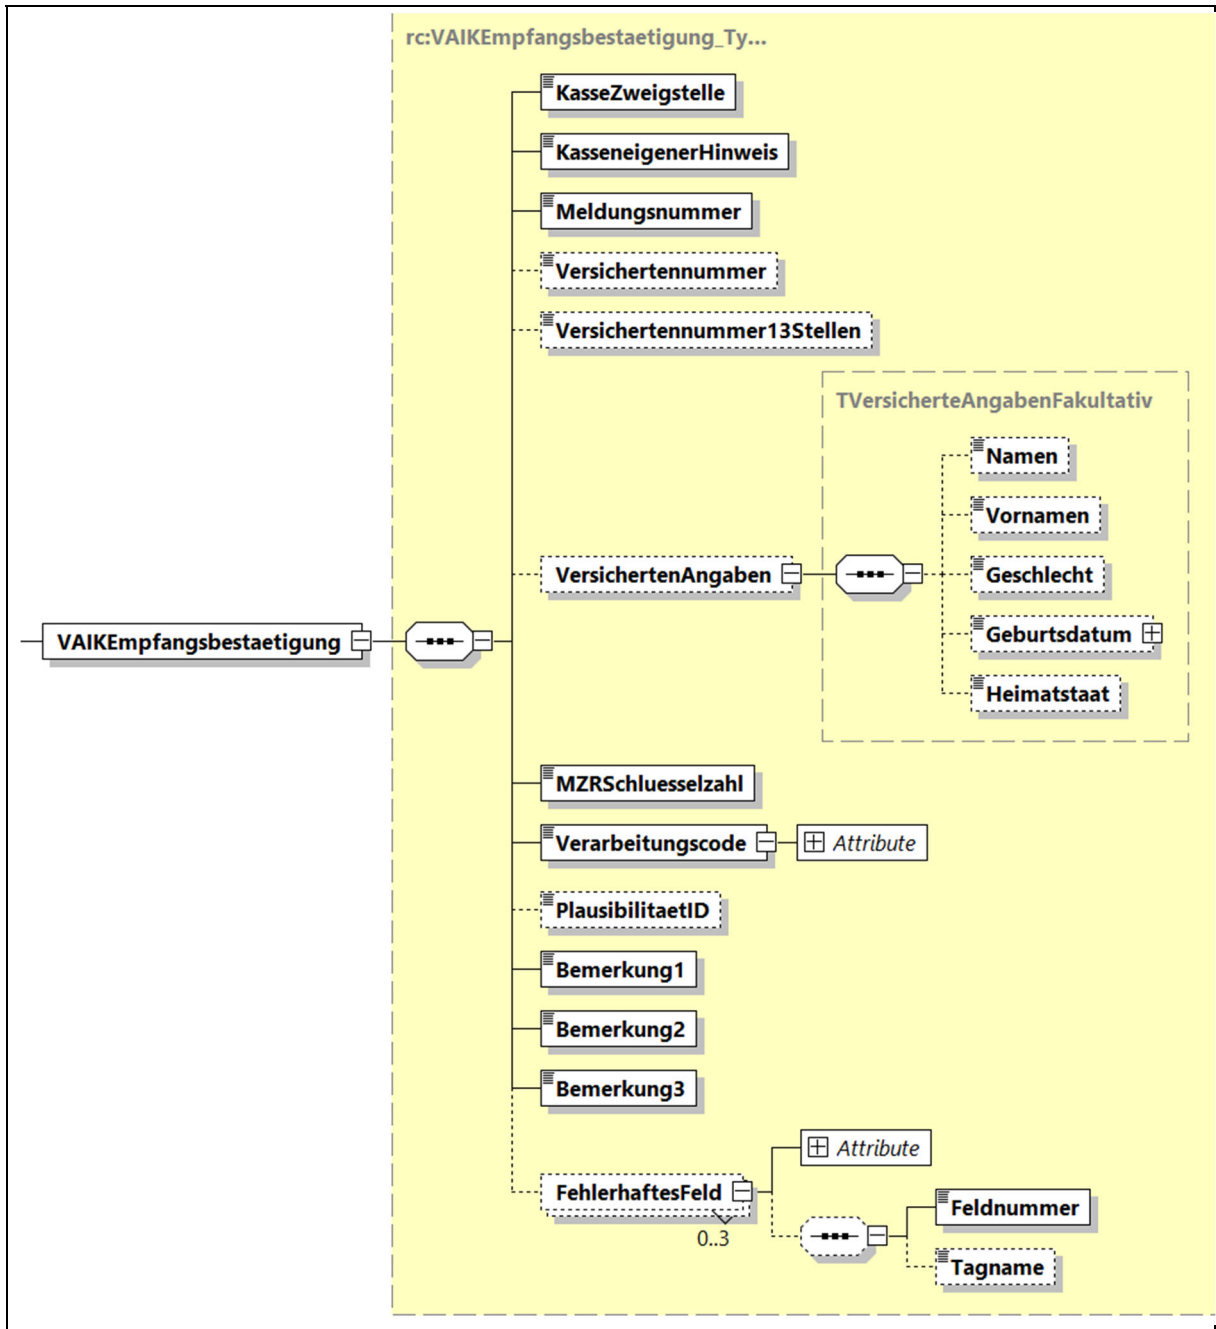 rc:VAIKEmpfangsbestaetigung_Ty...
KasseZweigstelle
KasseneigenerHinweis
Meldungsnummer
Versichertennummer
Versichertennummer13Stellen
TVersicherteAngabenFakultativ
Namen
Vornamen
VersichertenAngaben
Geschlecht
Geburtsdatum
VAIKEmpfangsbestaetigung
Heimatstaat
MZRSchluesselzahl
Verarbeitungscode
Attribute
PlausibilitaetID
Bemerkung1
Bemerkung2
Bemerkung3
Attribute
FehlerhaftesFeld
0..3
Feldnummer
Tagname